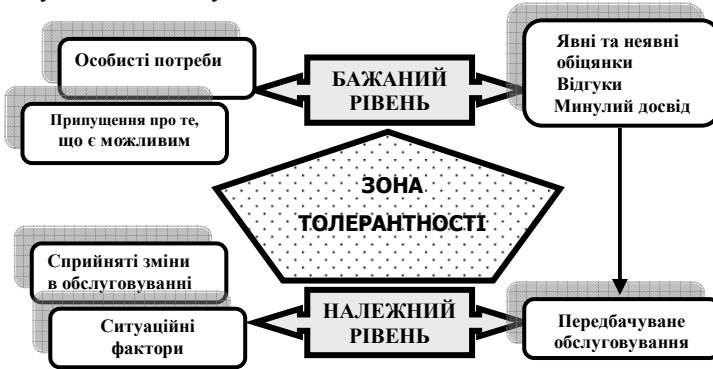 Особисті потреби
Припущення про те,
що є можливим
БАЖАНИЙ
РІВЕНЬ
Явні та неявні
обіцянки
Відгуки
Минулий досвід
ЗОНА
ТОЛЕРАНТНОСТІ
Сприйняті зміни
в обслуговуванні
Ситуаційні
фактори
НАЛЕЖНИЙ
РІВЕНЬ
Передбачуване
обслуговування